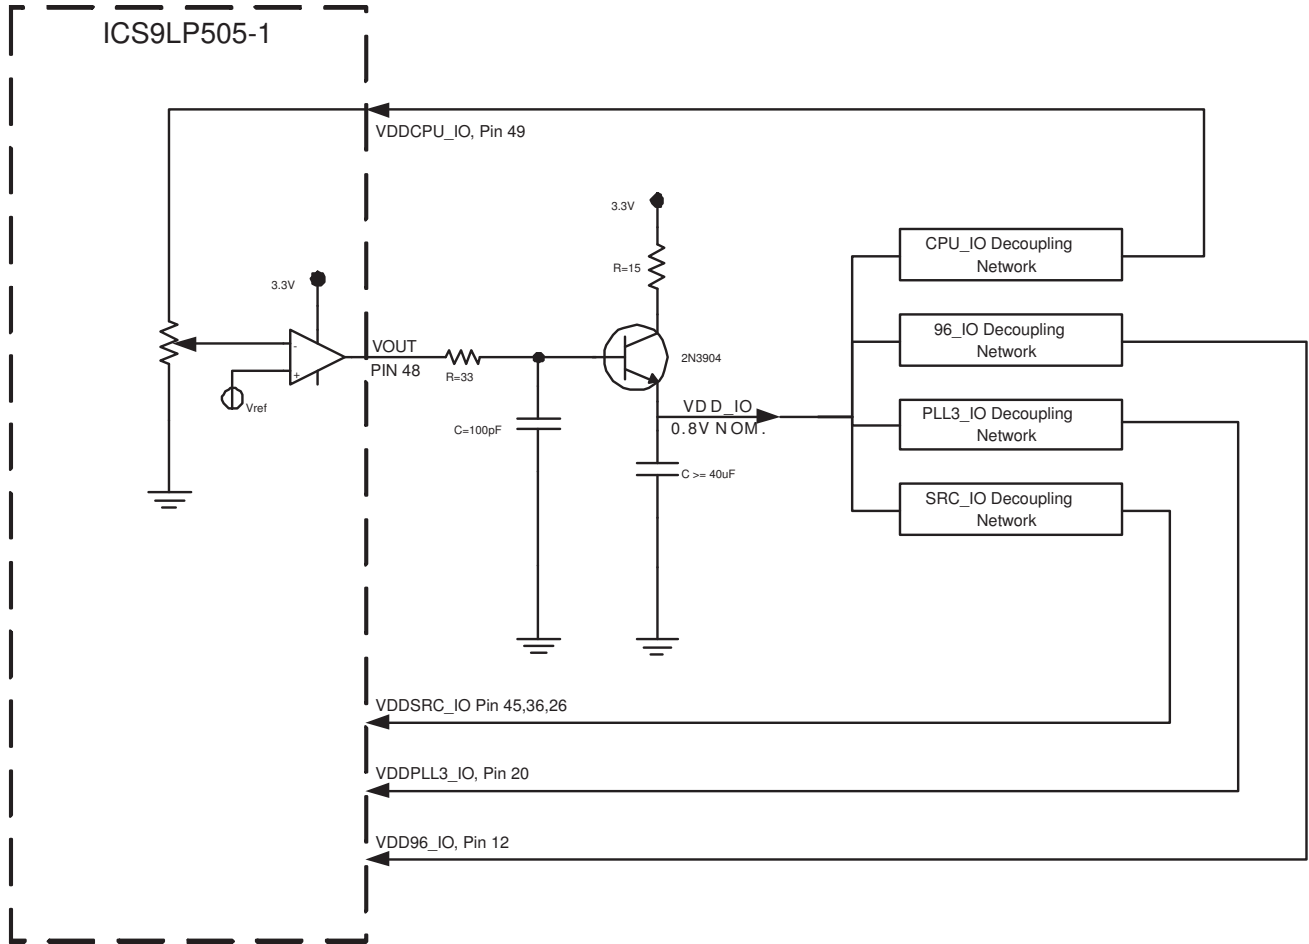 ICS9LP505-1
VDDCPU_IO, Pin 49
3.3V
R=15
CPU_IO Decoupling
Network
3.3V
-
+
Vref
VOUT
PIN 48
R=33
C=100pF
2N3904
VDD_IO
0.8V NOM.
C >= 40uF
96_IO Decoupling
Network
PLL3_IO Decoupling
Network
SRC_IO Decoupling
Network
VDDSRC_IO Pin 45,36,26
VDDPLL3_IO, Pin 20
VDD96_IO, Pin 12